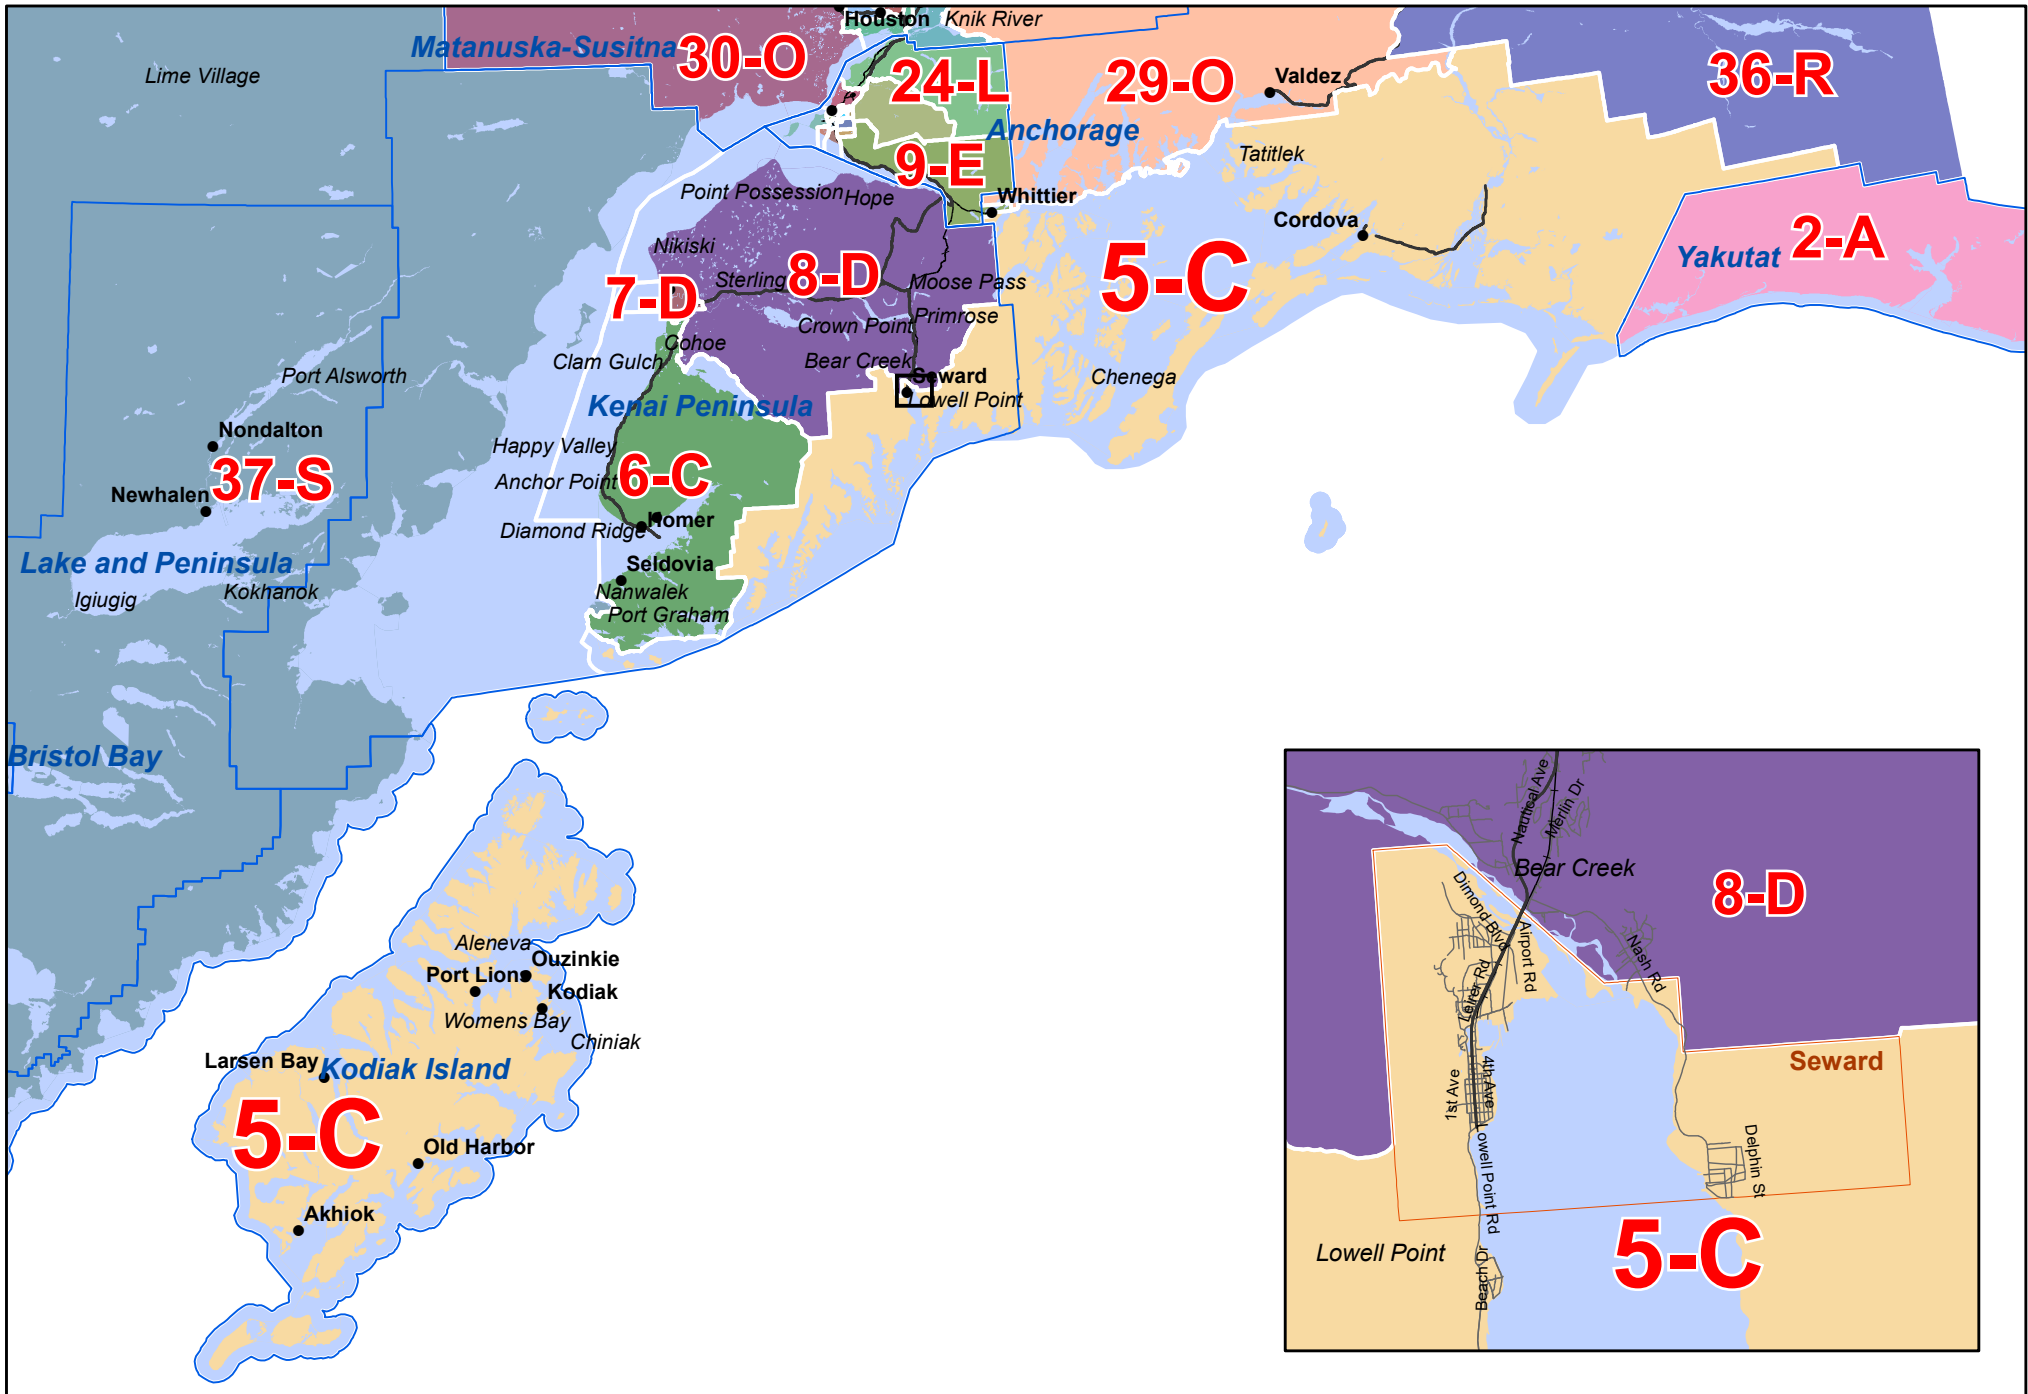 Houston
Knik River
Matanuska-Susitna
30-O
Lime Village
24-L
29-O
Valdez
36-R
Anchorage
9-E
Tatitlek
Point Possession
Hope
Whittier
Cordova
5-C
Yakutat
2-A
Nikiski
Sterling
8-D
7-D
Moose Pass
Primrose
Crown Point
Cohoe
Clam Gulch
Bear Creek
Seward
Lowell Point
Chenega
Port Alsworth
Kenai Peninsula
Nondalton
Happy Valley
37-S
Newhalen
Anchor Point
6-C
Homer
Diamond Ridge
Lake and Peninsula
Seldovia
Igiugig
Kokhanok
Nanwalek
Port Graham
Bristol Bay
Aleneva
Ouzinkie
Port Lions
Kodiak
Womens Bay
Chiniak
Larsen Bay
Kodiak Island
5-C
Old Harbor
Akhiok
Nautical Ave
Merlin Dr
Bear Creek
8-D
Dimond Blvd
Airport Rd
Nash Rd
Leirer Rd
Seward
1st Ave
4th Ave
Lowell Point Rd
Delphin St
Lowell Point
5-C
Beach Dr